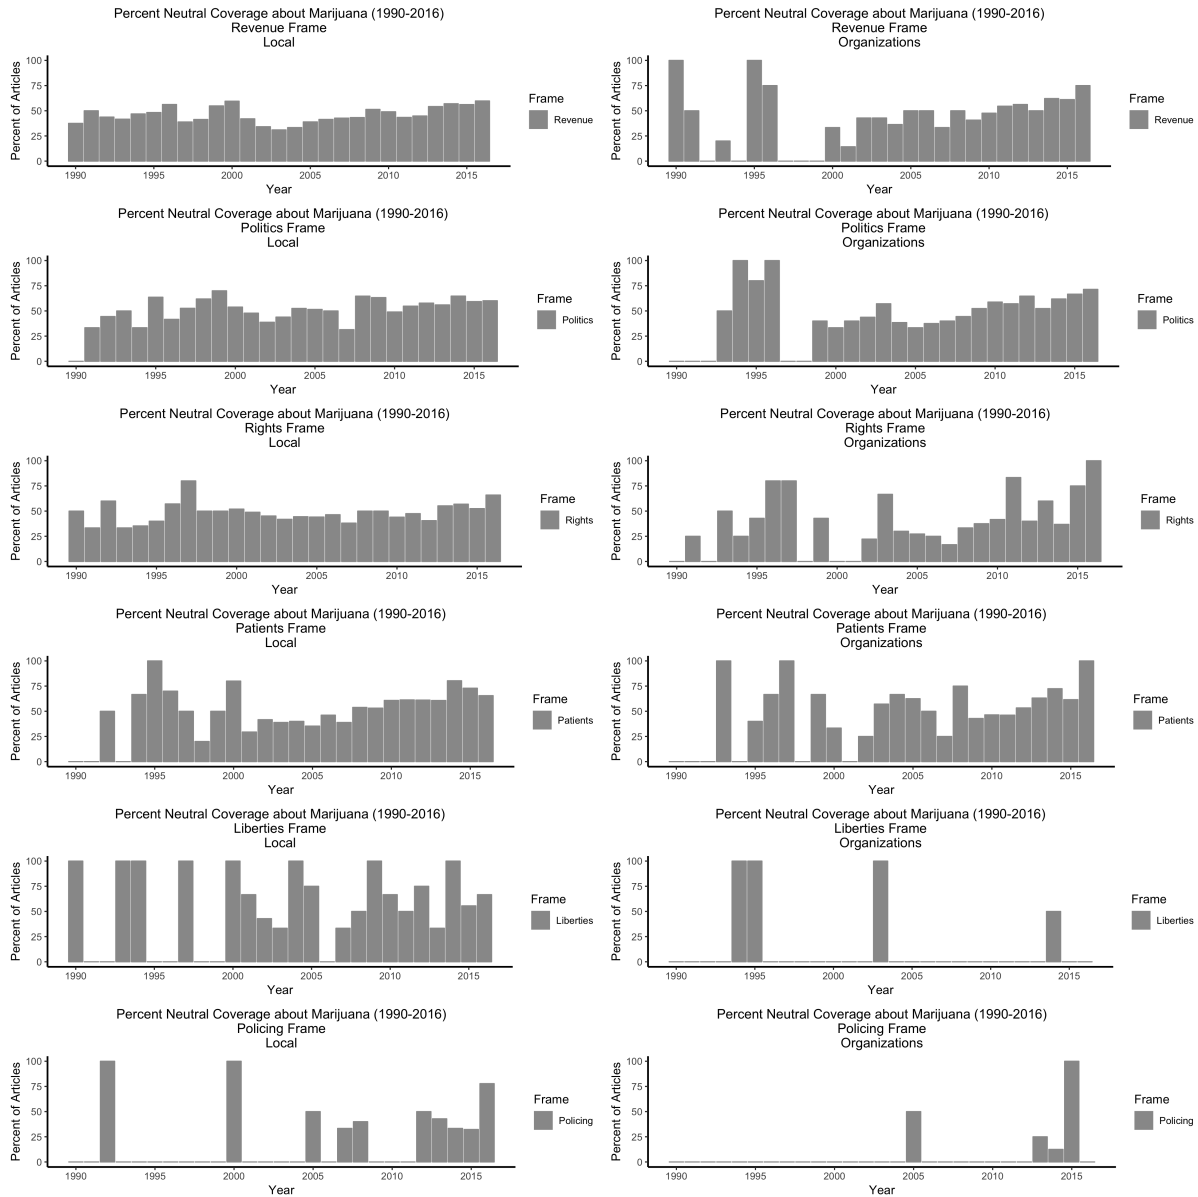 Percent Neutral Coverage about Marijuana (1990-2016)
Revenue Frame
Local
Percent of Articles
100
75
50
25
0
1990 1995 2000 2005 2010 2015
Year
Frame
Revenue
Percent Neutral Coverage about Marijuana (1990-2016)
Revenue Frame
Organizations
Percent of Articles
100
75
50
25
0
1990 1995 2000 2005 2010 2015
Year
Frame
Revenue
Percent Neutral Coverage about Marijuana (1990-2016)
Politics Frame
Local
Percent of Articles
100
75
50
25
0
1990 1995 2000 2005 2010 2015
Year
Frame
Politics
Percent Neutral Coverage about Marijuana (1990-2016)
Politics Frame
Organizations
Percent of Articles
100
75
50
25
0
1990 1995 2000 2005 2010 2015
Year
Frame
Politics
Percent Neutral Coverage about Marijuana (1990-2016)
Rights Frame
Local
Percent of Articles
100
75
50
25
0
1990 1995 2000 2005 2010 2015
Year
Frame
Rights
Percent Neutral Coverage about Marijuana (1990-2016)
Rights Frame
Organizations
Percent of Articles
100
75
50
25
0
1990 1995 2000 2005 2010 2015
Year
Frame
Rights
Percent Neutral Coverage about Marijuana (1990-2016)
Patients Frame
Local
Percent of Articles
100
75
50
25
0
1990 1995 2000 2005 2010 2015
Year
Frame
Patients
Percent Neutral Coverage about Marijuana (1990-2016)
Patients Frame
Organizations
Percent of Articles
100
75
50
25
0
1990 1995 2000 2005 2010 2015
Year
Frame
Patients
Percent Neutral Coverage about Marijuana (1990-2016)
Liberties Frame
Local
Percent of Articles
100
75
50
25
0
1990 1995 2000 2005 2010 2015
Year
Frame
Liberties
Percent Neutral Coverage about Marijuana (1990-2016)
Liberties Frame
Organizations
Percent of Articles
100
75
50
25
0
1990 1995 2000 2005 2010 2015
Year
Frame
Liberties
Percent Neutral Coverage about Marijuana (1990-2016)
Policing Frame
Local
Percent of Articles
100
75
50
25
0
1990 1995 2000 2005 2010 2015
Year
Frame
Policing
Percent Neutral Coverage about Marijuana (1990-2016)
Policing Frame
Organizations
Percent of Articles
100
75
50
25
0
1990 1995 2000 2005 2010 2015
Year
Frame
Policing